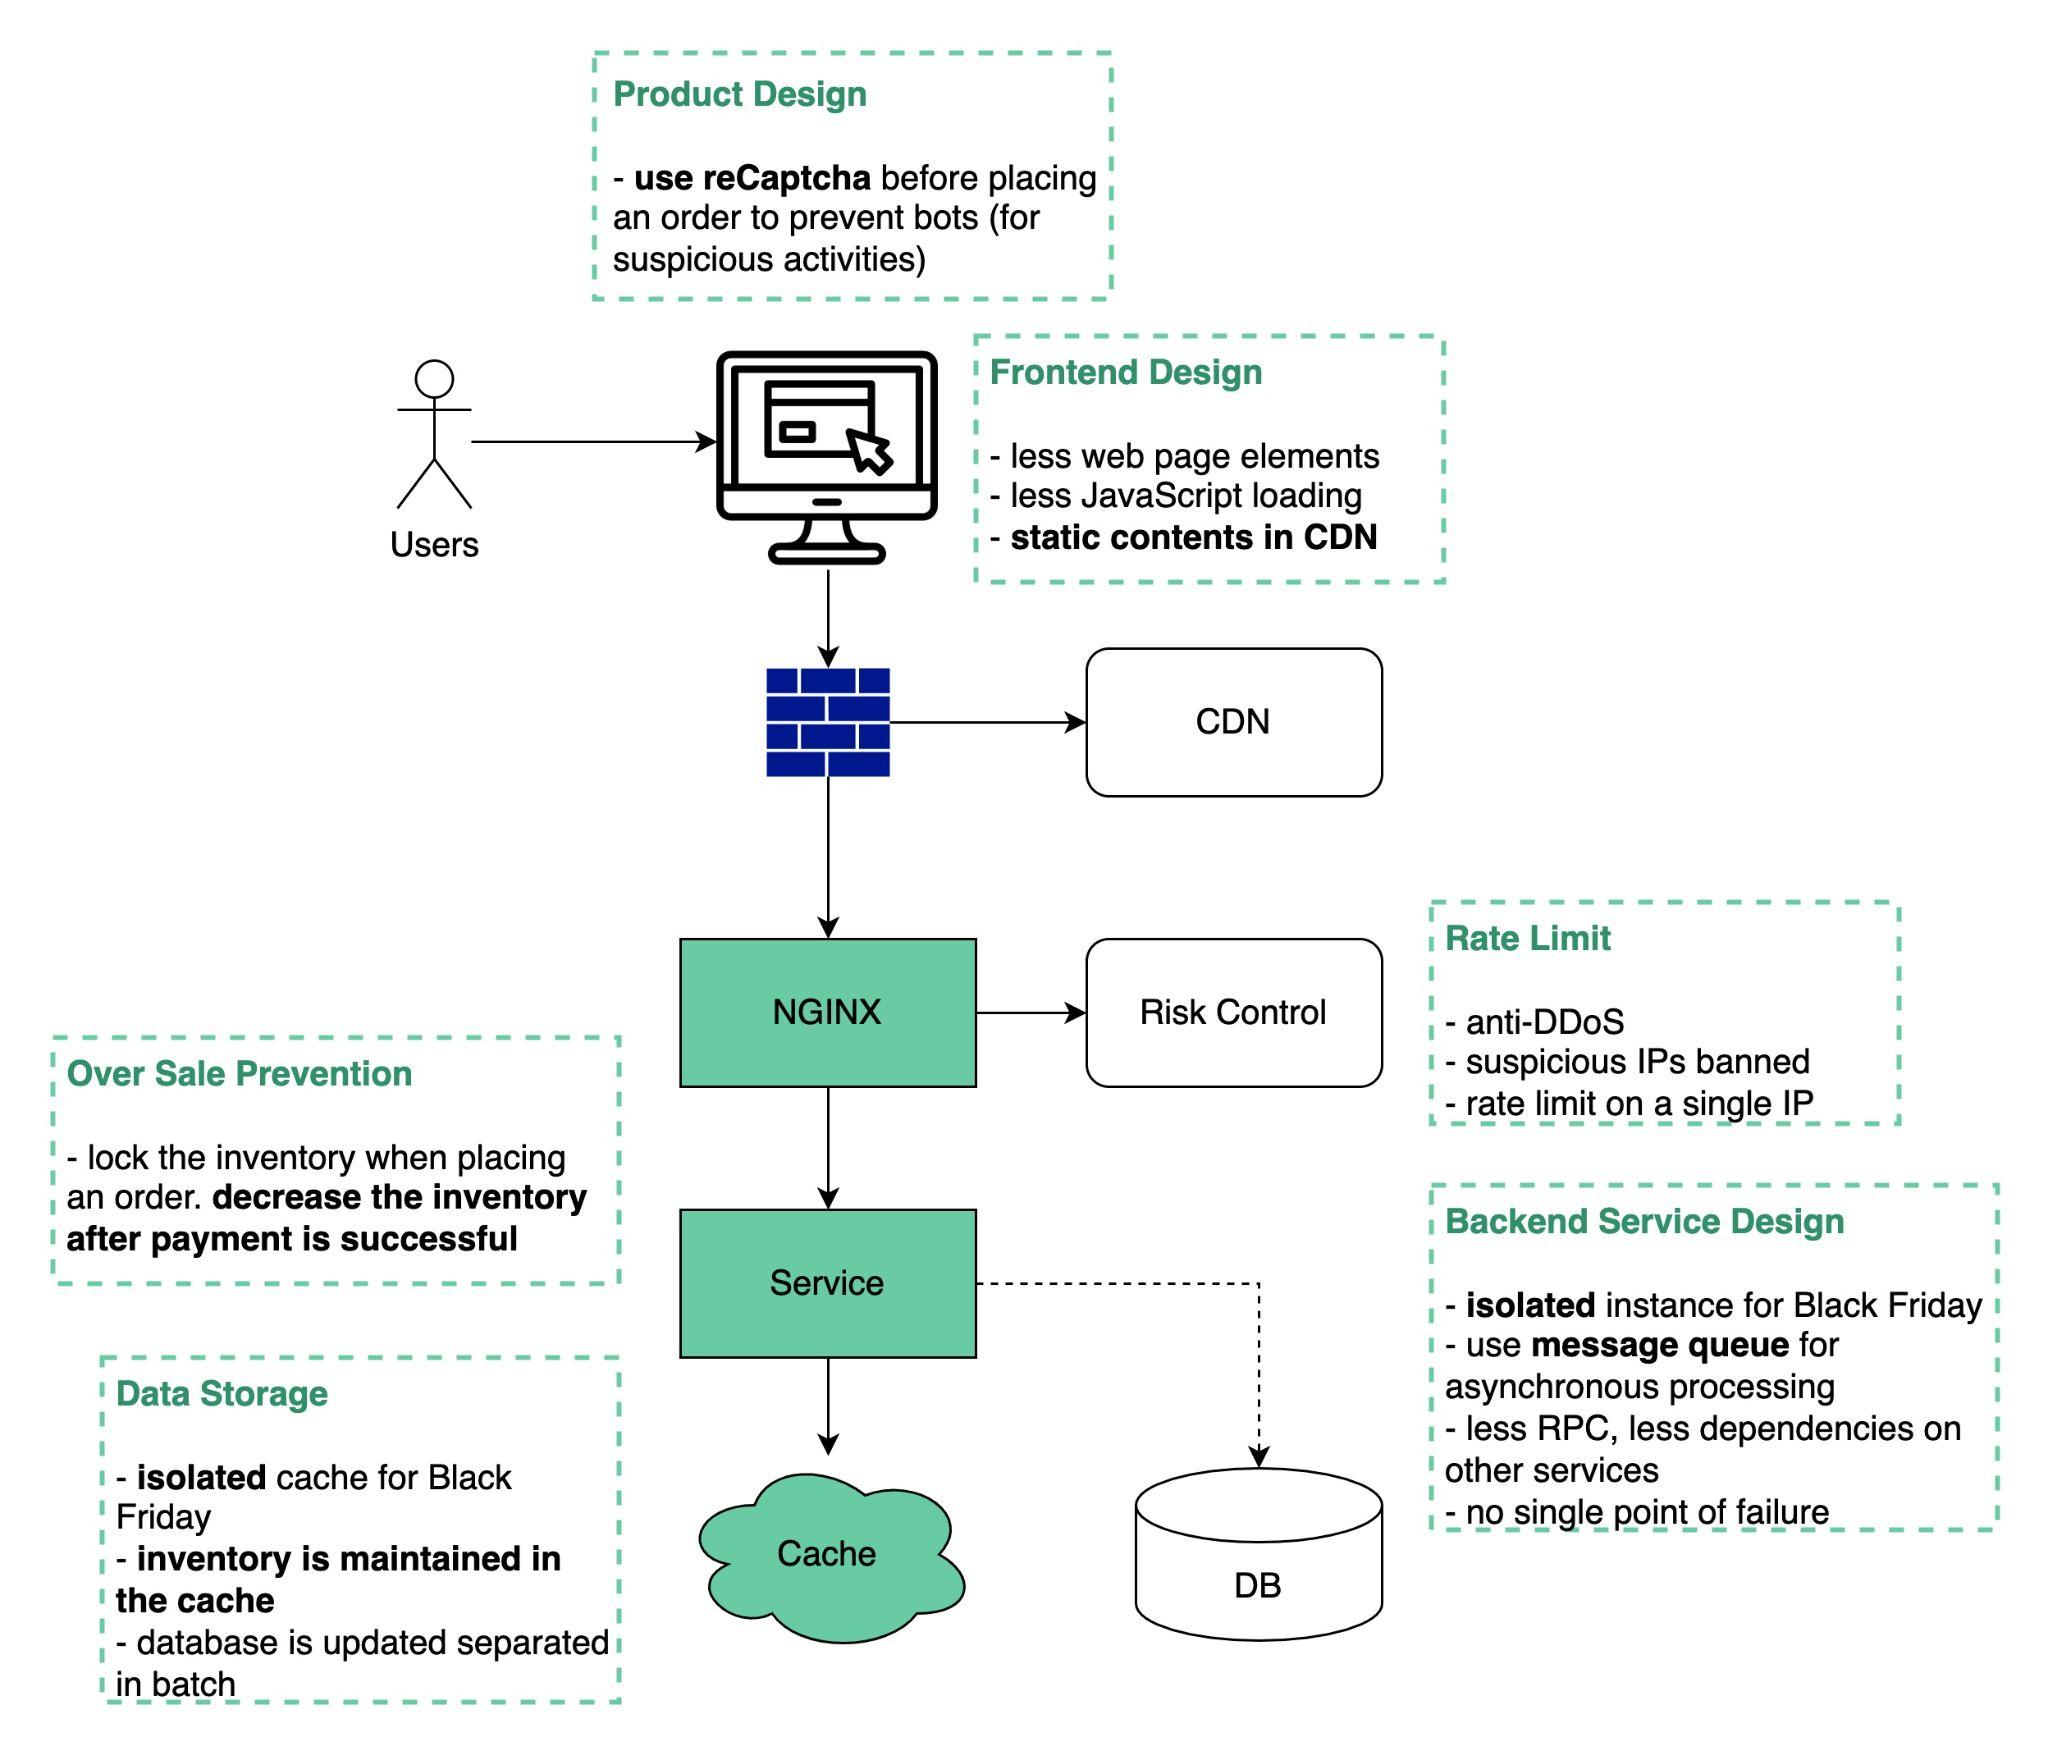 Product Design
- use reCaptcha before placing
an order to prevent bots (for
suspicious activities)
Users
Frontend Design
- less web page elements
- less JavaScript loading
- static contents in CDN
CDN
NGINX
Risk Control
Rate Limit
- anti-DDoS
- suspicious IPs banned
- rate limit on a single IP
Over Sale Prevention
- lock the inventory when placing
an order. decrease the inventory
after payment is successful
Service
Backend Service Design
- isolated instance for Black Friday
- use message queue for
asynchronous processing
- less RPC, less dependencies on
other services
- no single point of failure
Data Storage
- isolated cache for Black
Friday
- inventory is maintained in
the cache
- database is updated separated
in batch
Cache
DB